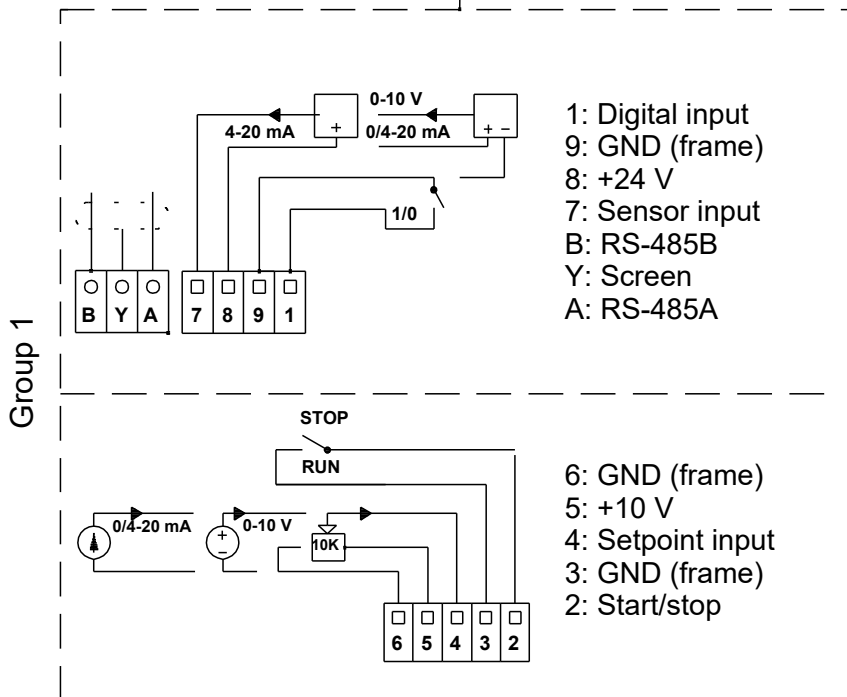 Group 1
0-10 V
4-20 mA
0/4-20 mA
+
+ −
1/0
B Y A
7 8 9 1
1: Digital input
9: GND (frame)
8: +24 V
7: Sensor input
B: RS-485B
Y: Screen
A: RS-485A
STOP
RUN
0/4-20 mA
+
−
0-10 V
10K
6 5 4 3 2
6: GND (frame)
5: +10 V
4: Setpoint input
3: GND (frame)
2: Start/stop